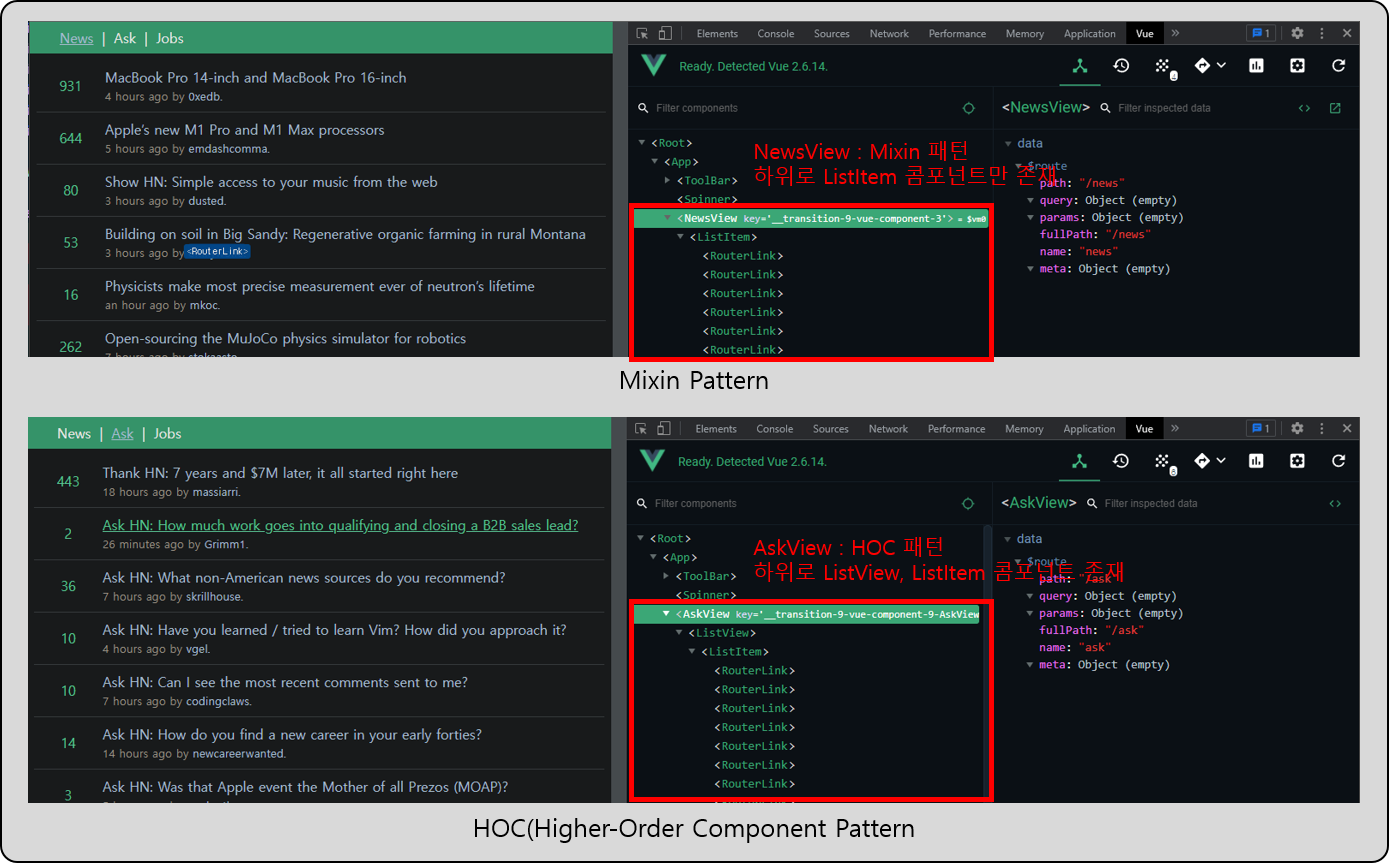 News | Ask | Jobs
931
MacBook Pro 14-inch and MacBook Pro 16-inch
4 hours ago by 0xedb.
644
Apple's new M1 Pro and M1 Max processors
5 hours ago by emdashcomma.
80
Show HN: Simple access to your music from the web
3 hours ago by dusted.
53
Building on soil in Big Sandy: Regenerative organic farming in rural Montana
3 hours ago by
<RouterLink>
16
Physicists make most precise measurement ever of neutron's lifetime
an hour ago by mkoc.
262
Open-sourcing the MuJoCo physics simulator for robotics
Elements Console Sources Network Performance Memory Application Vue » 1
Ready. Detected Vue 2.6.14.
4
Filter components
<Root>
<App>
<ToolBar>
<Spinner>
<NewsView key='__transition-9-vue-component-3'> = $vm0
<ListItem>
<RouterLink>
<RouterLink>
<RouterLink>
<RouterLink>
<RouterLink>
<RouterLink>
NewsView : Mixin 패턴
하위로 ListItem 콤포넌트만 존재
<NewsView> Filter inspected data
data
$route
path: "/news"
query: Object (empty)
params: Object (empty)
fullPath: "/news"
name: "news"
meta: Object (empty)
Mixin Pattern
News | Ask | Jobs
443
Thank HN: 7 years and $7M later, it all started right here
18 hours ago by massiarri.
2
Ask HN: How much work goes into qualifying and closing a B2B sales lead?
26 minutes ago by Grimm1.
36
Ask HN: What non-American news sources do you recommend?
7 hours ago by skrillhouse.
10
Ask HN: Have you learned / tried to learn Vim? How did you approach it?
4 hours ago by vgel.
10
Ask HN: Can I see the most recent comments sent to me?
7 hours ago by codingclaws.
14
Ask HN: How do you find a new career in your early forties?
14 hours ago by newcareerwanted.
3
Ask HN: Was that Apple event the Mother of all Prezos (MOAP)?
Elements Console Sources Network Performance Memory Application Vue » 1
Ready. Detected Vue 2.6.14.
8
Filter components
<Root>
<App>
<ToolBar>
<Spinner>
<AskView key='__transition-9-vue-component-9-AskView
<ListView>
<ListItem>
<RouterLink>
<RouterLink>
<RouterLink>
<RouterLink>
<RouterLink>
<RouterLink>
<RouterLink>
AskView : HOC 패턴
하위로 ListView, ListItem 콤포넌트 존재
<AskView> Filter inspected data
data
$route
path: "/ask"
query: Object (empty)
params: Object (empty)
fullPath: "/ask"
name: "ask"
meta: Object (empty)
HOC(Higher-Order Component Pattern